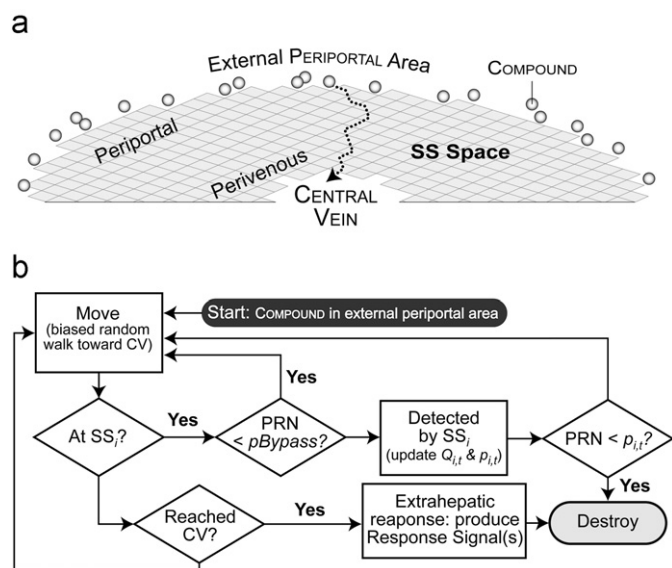 a
External PERIPORTAL AREA
COMPOUND
Periportal
Perivenous
SS Space
CENTRAL
VEIN
b
Move
(biased random
walk toward CV)
Start: COMPOUND in external periportal area
Yes
At SSi?
Yes
PRN
< pBypass?
Detected
by SSi
(update Qi,t & pi,t)
PRN < pi,t?
Yes
Reached
CV?
Yes
Extrahepatic
reaponse: produce
Response Signal(s)
Destroy